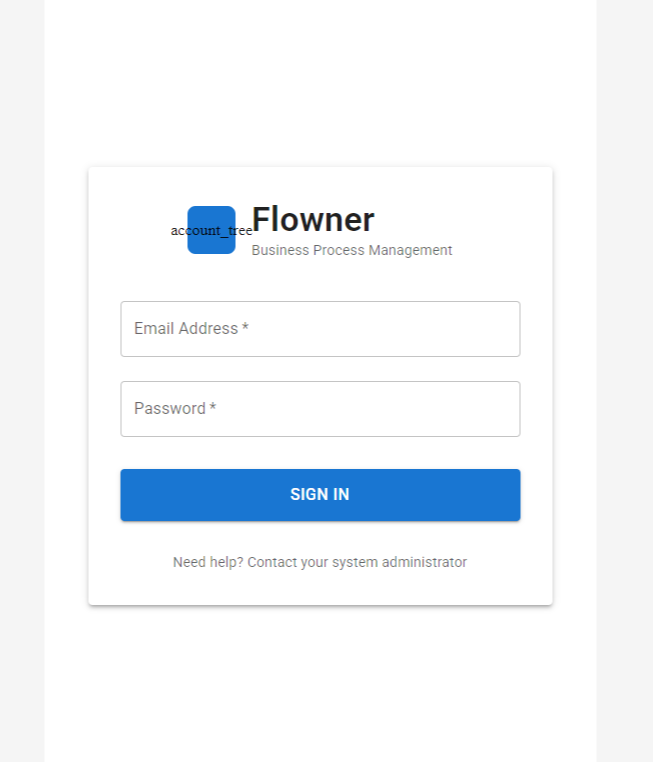 account_tree
Flowner
Business Process Management
Email Address *
Password *
SIGN IN
Need help? Contact your system administrator